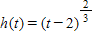 h(t) = (t − 2)^{2/3}